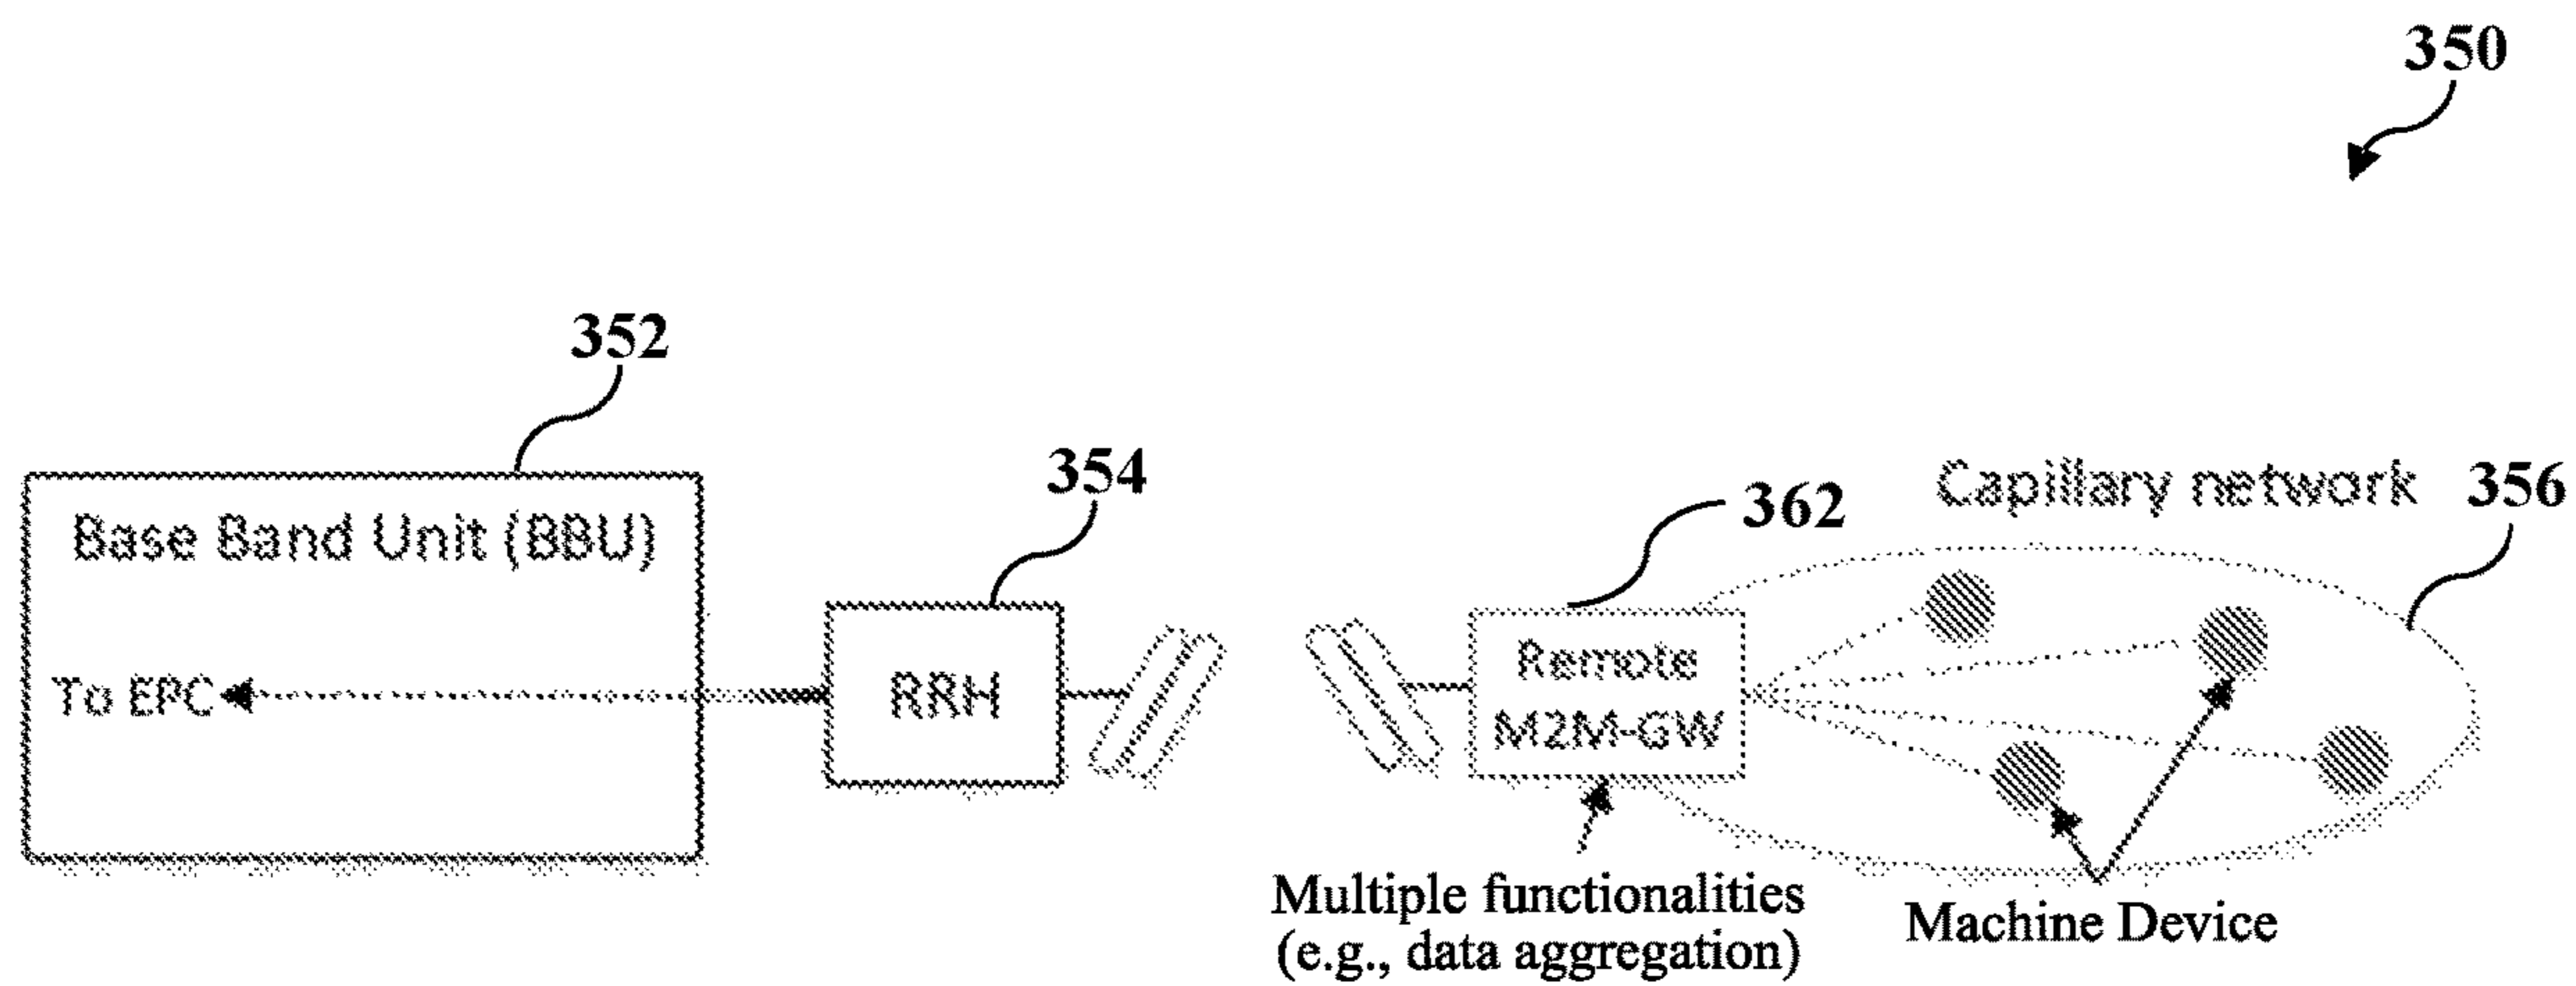 350
352
354
362
Capillary network 356
Base Band Unit (BBU)
To EPC
RRH
Remote
M2M-GW
Multiple functionalities
(e.g., data aggregation)
Machine Device